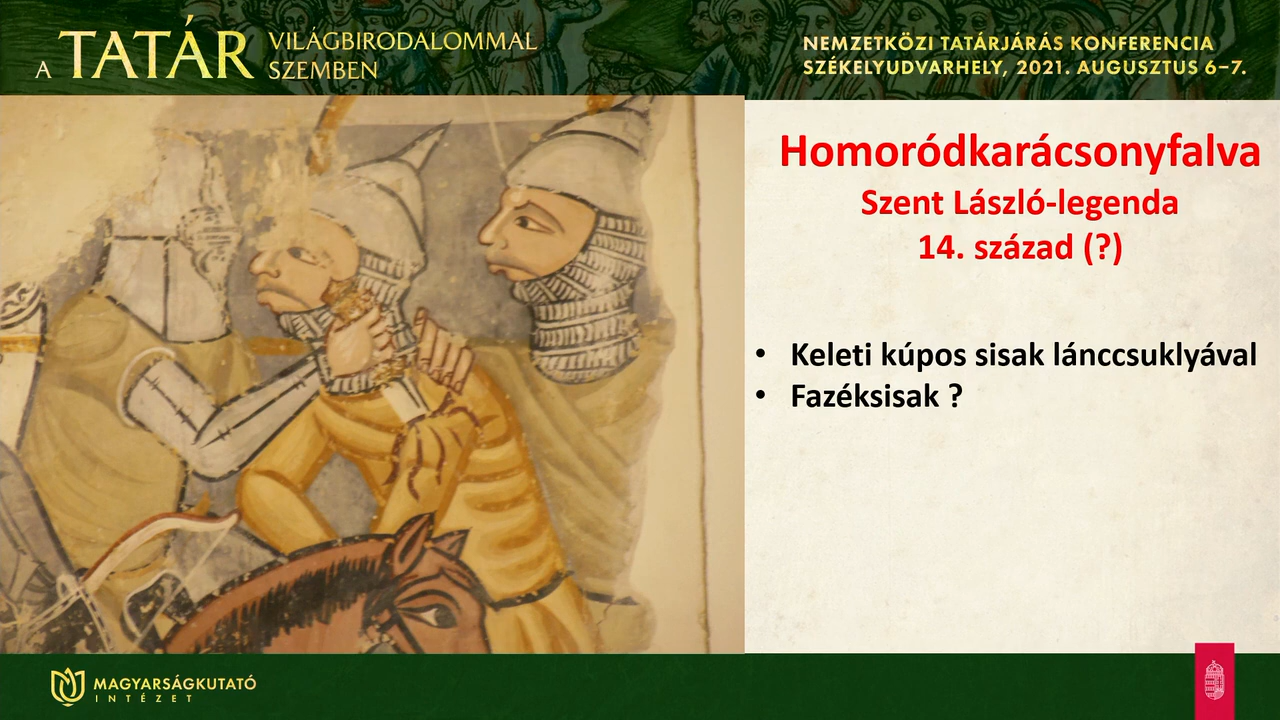 A TATÁR VILÁGBIRODALOMMAL
SZEMBEN
NEMZETKÖZI TATÁRJÁRÁS KONFERENCIA
SZÉKELYUDVARHELY, 2021. AUGUSZTUS 6–7.
Homoródkarácsonyfalva
Szent László-legenda
14. század (?)
• Keleti kúpos sisak lánccsuklyával
• Fazéksisak ?
MAGYARSÁGKUTATÓ
INTÉZET